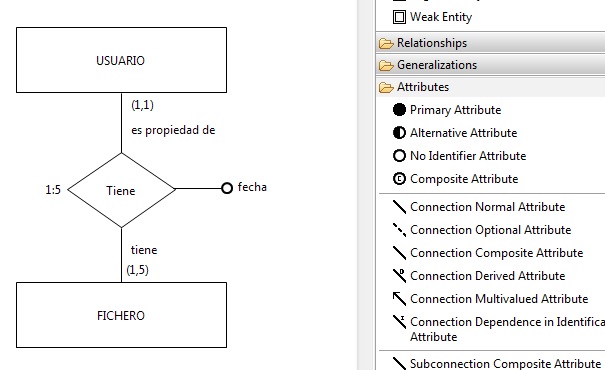 USUARIO
(1,1)
es propiedad de
1:5
Tiene
fecha
tiene
(1,5)
FICHERO
Weak Entity
Relationships
Generalizations
Attributes
Primary Attribute
Alternative Attribute
No Identifier Attribute
C
Composite Attribute
Connection Normal Attribute
Connection Optional Attribute
Connection Composite Attribute
D
Connection Derived Attribute
Connection Multivalued Attribute
I
Connection Dependence in Identifica
Attribute
Subconnection Composite Attribute